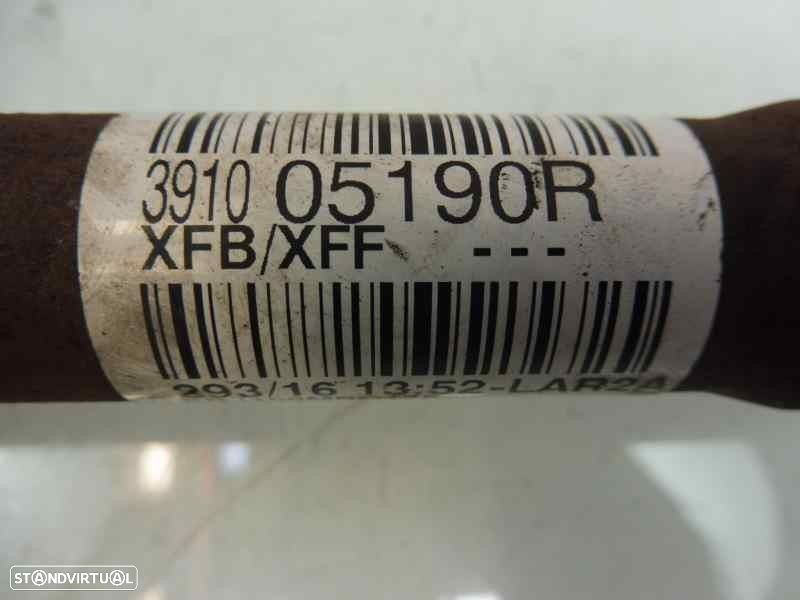 3910 05190R
XFB/XFF ---
293/16 13:52-LAR2A
STANDVIRTUAL